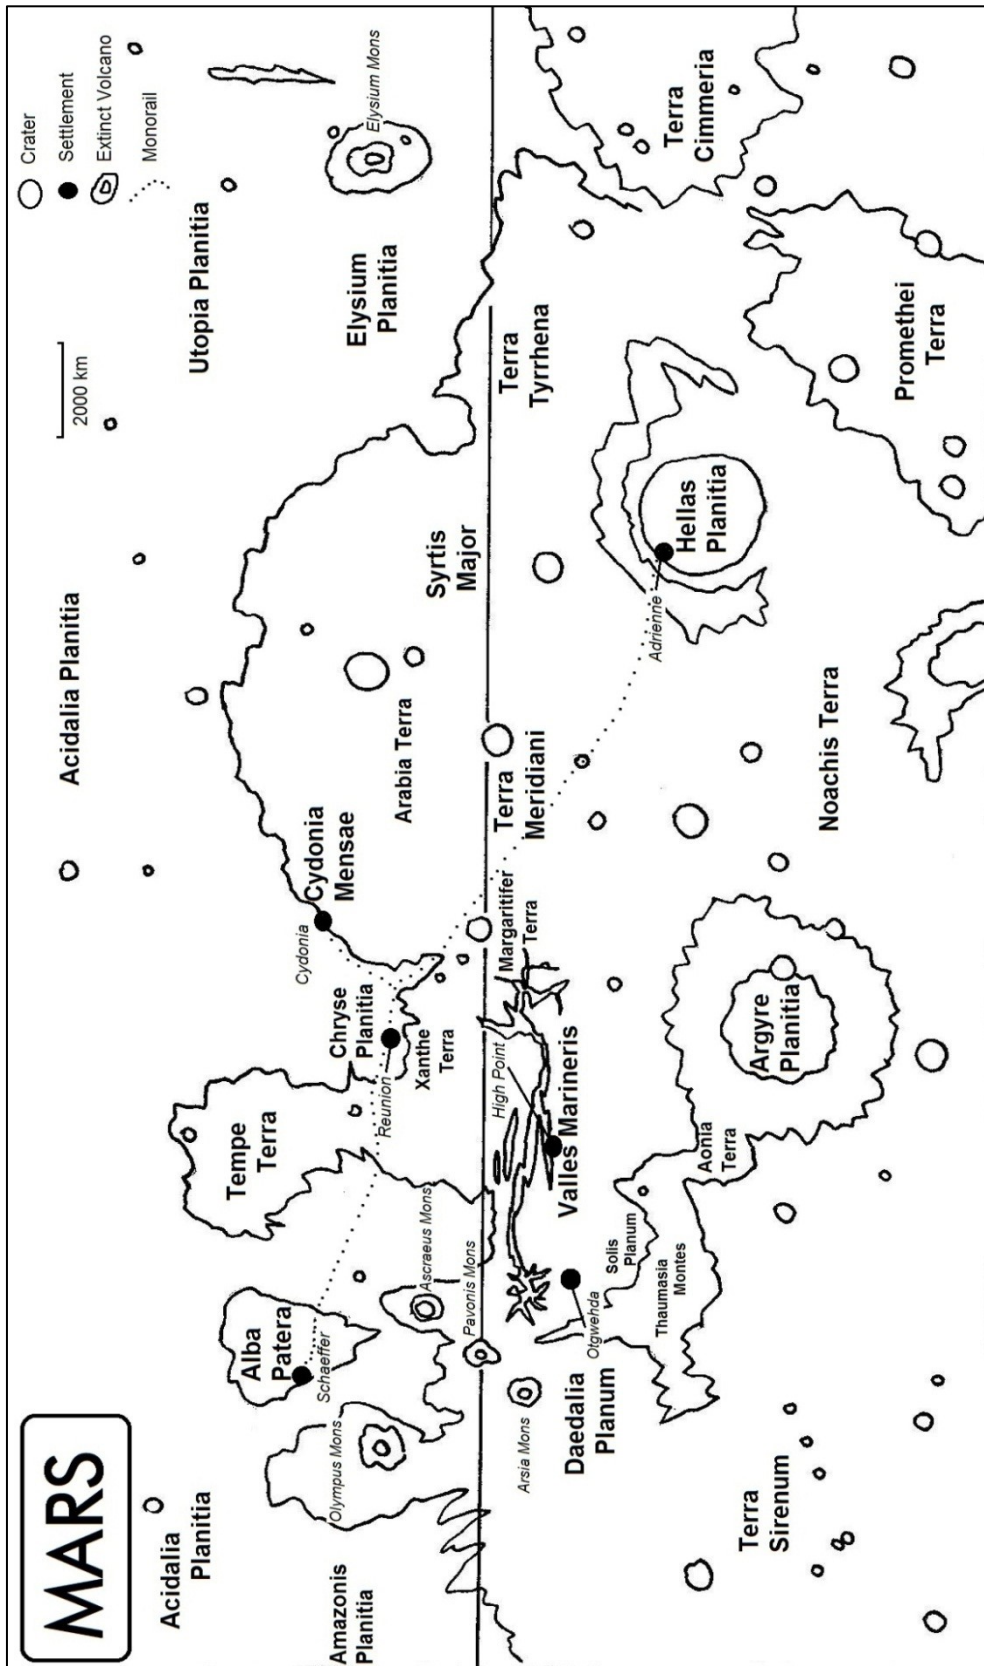 MARS
Crater
Settlement
Extinct Volcano
Monorail
2000 km
Acidalia
Planitia
Acidalia Planitia
Utopia Planitia
Amazonis
Planitia
Olympus Mons
Alba
Patera
Schaeffer
Tempe
Terra
Chryse
Planitia
Reunion
Xanthe
Terra
Cydonia
Cydonia
Mensae
Arabia Terra
Syrtis
Major
Elysium
Planitia
Elysium Mons
Ascraeus Mons
Pavonis Mons
Arsia Mons
Daedalia
Planum
Otgwehda
High Point
Valles Marineris
Margaritifer
Terra
Terra
Meridiani
Terra
Tyrrhena
Terra
Cimmeria
Solis
Planum
Thaumasia
Montes
Aonia
Terra
Argyre
Planitia
Noachis Terra
Adrienne
Hellas
Planitia
Promethei
Terra
Terra
Sirenum